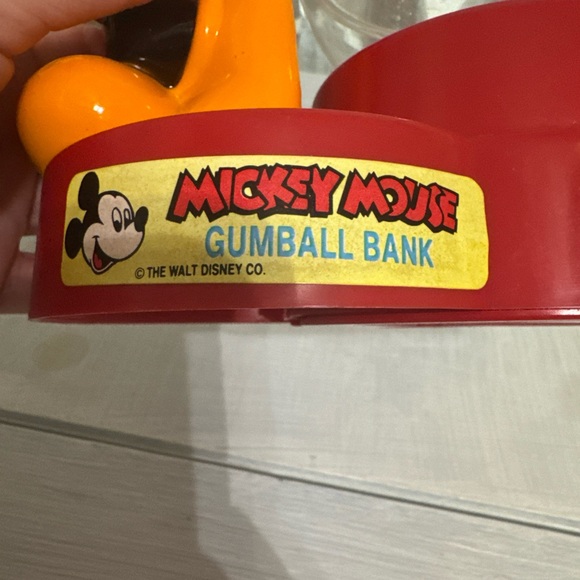 MICKEY MOUSE
GUMBALL BANK
© THE WALT DISNEY CO.